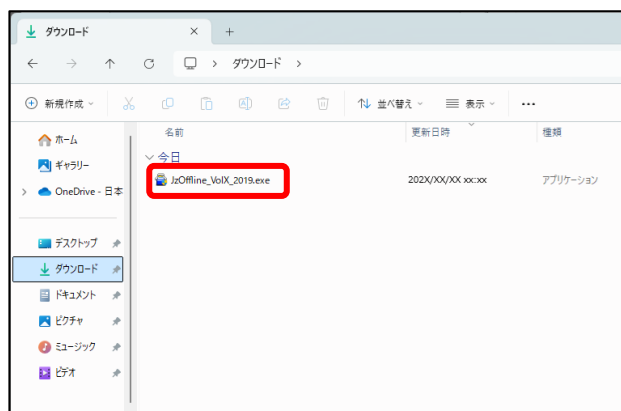 ダウンロード
ダウンロード
新規作成 並べ替え 表示
名前 更新日時 種類
今日
JzOffline_VolX_2019.exe 202X/XX/XX xx:xx アプリケーション
ホーム
ギャラリー
OneDrive - 日本
デスクトップ
ダウンロード
ドキュメント
ピクチャ
ミュージック
ビデオ